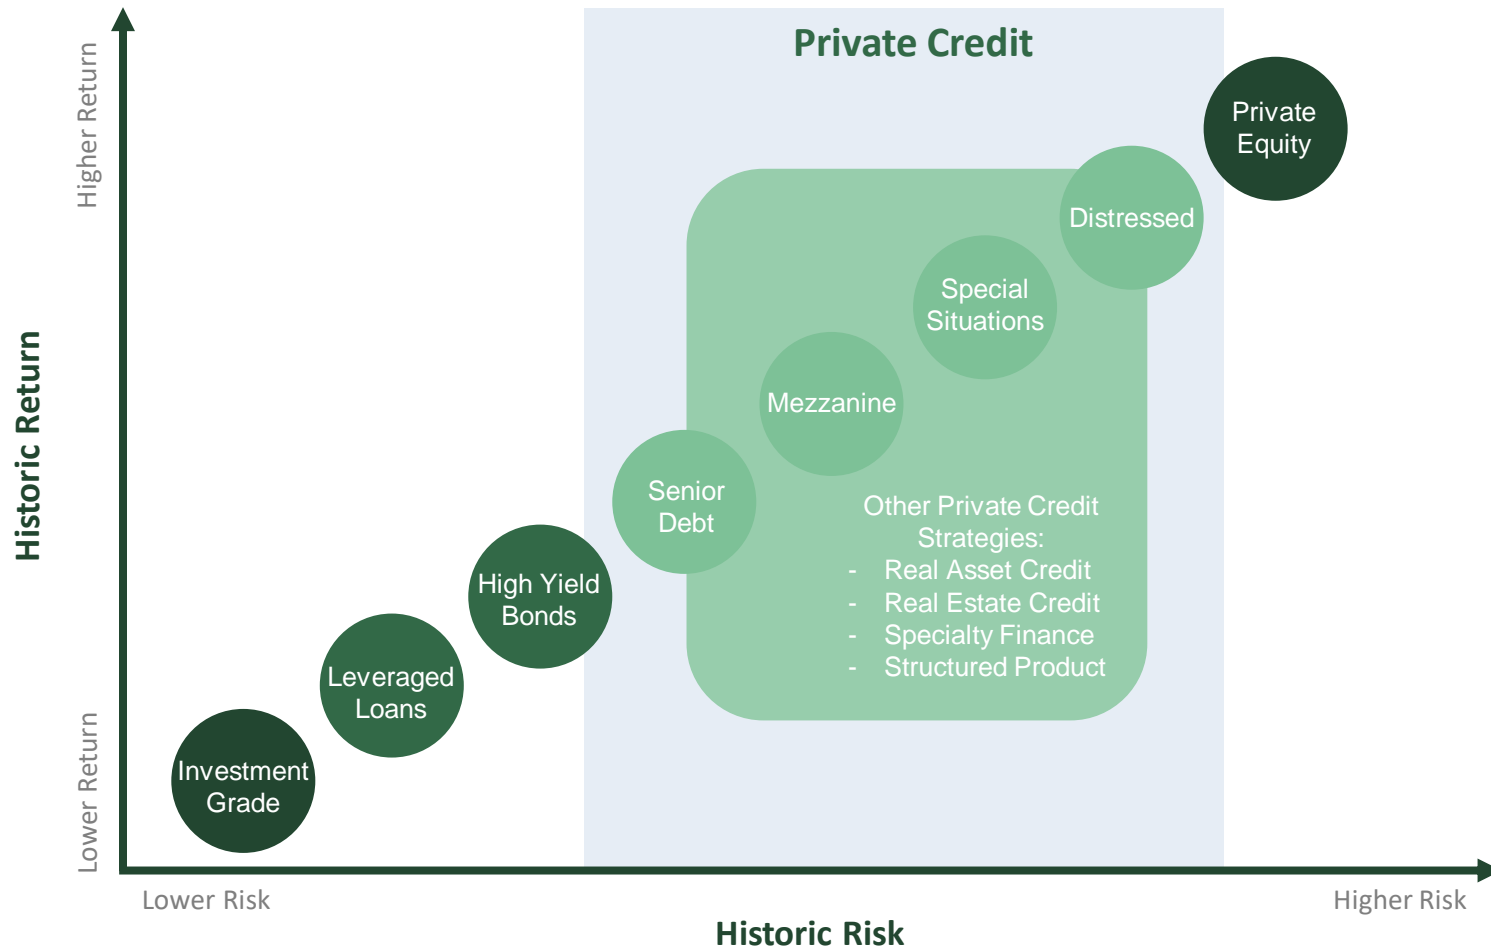 Private Credit
Higher Return
Private
Equity
Distressed
Special
Situations
Historic Return
Mezzanine
Senior
Debt
Other Private Credit
Strategies:
- Real Asset Credit
- Real Estate Credit
- Specialty Finance
- Structured Product
High Yield
Bonds
Leveraged
Loans
Lower Return
Investment
Grade
Lower Risk
Higher Risk
Historic Risk